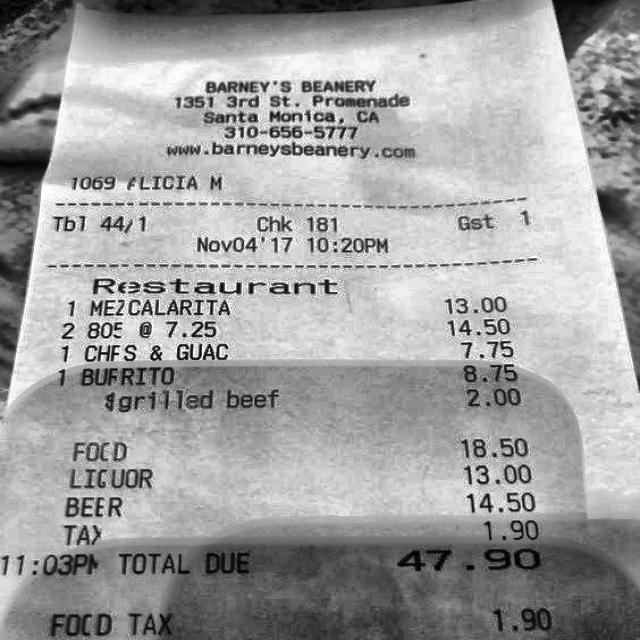 BARNEY'S BEANERY
1351 3rd St. Promenade
Santa Monica, CA
310-656-5777
www.barneysbeanery.com
1069 ALICIA M
Tbl 44/1 Chk 181 Gst 1
Nov04'17 10:20PM
Restaurant
1 MEZCALARITA 13.00
2 805 @ 7.25 14.50
1 CHPS & GUAC 7.75
1 BURRITO 8.75
$grilled beef 2.00
FOOD 18.50
LIQUOR 13.00
BEER 14.50
TAX 1.90
11:03PM TOTAL DUE 47.90
FOOD TAX 1.90